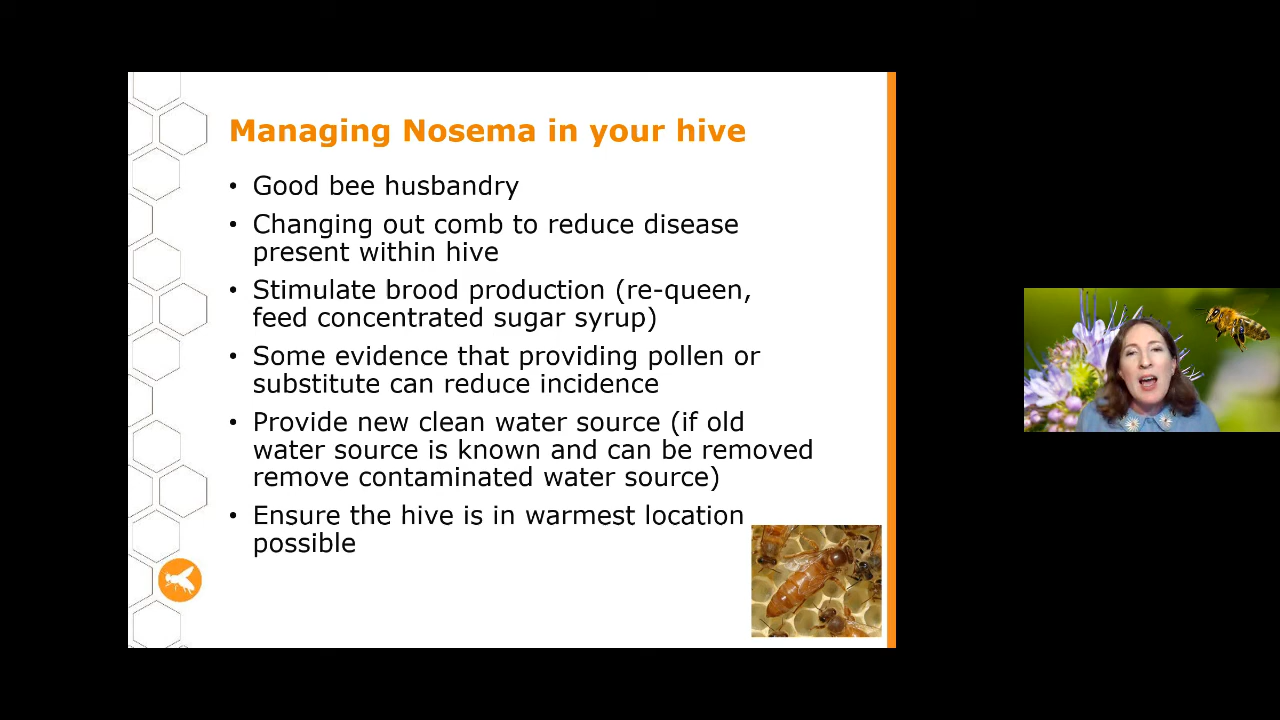 Managing Nosema in your hive
• Good bee husbandry
• Changing out comb to reduce disease
present within hive
• Stimulate brood production (re-queen,
feed concentrated sugar syrup)
• Some evidence that providing pollen or
substitute can reduce incidence
• Provide new clean water source (if old
water source is known and can be removed
remove contaminated water source)
• Ensure the hive is in warmest location
possible